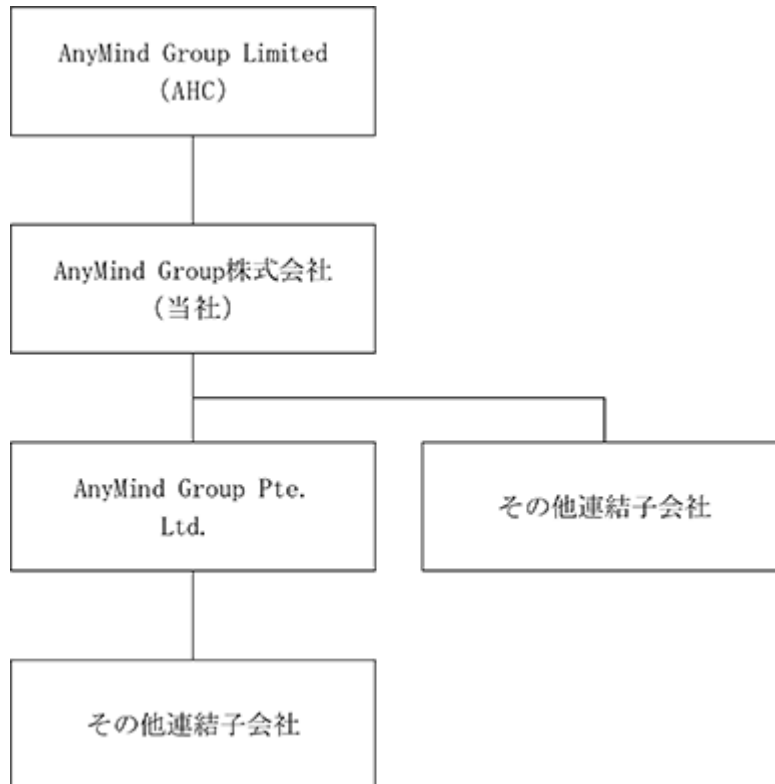 AnyMind Group Limited
(AHC)
AnyMind Group株式会社
(当社)
AnyMind Group Pte.
Ltd.
その他連結子会社
その他連結子会社